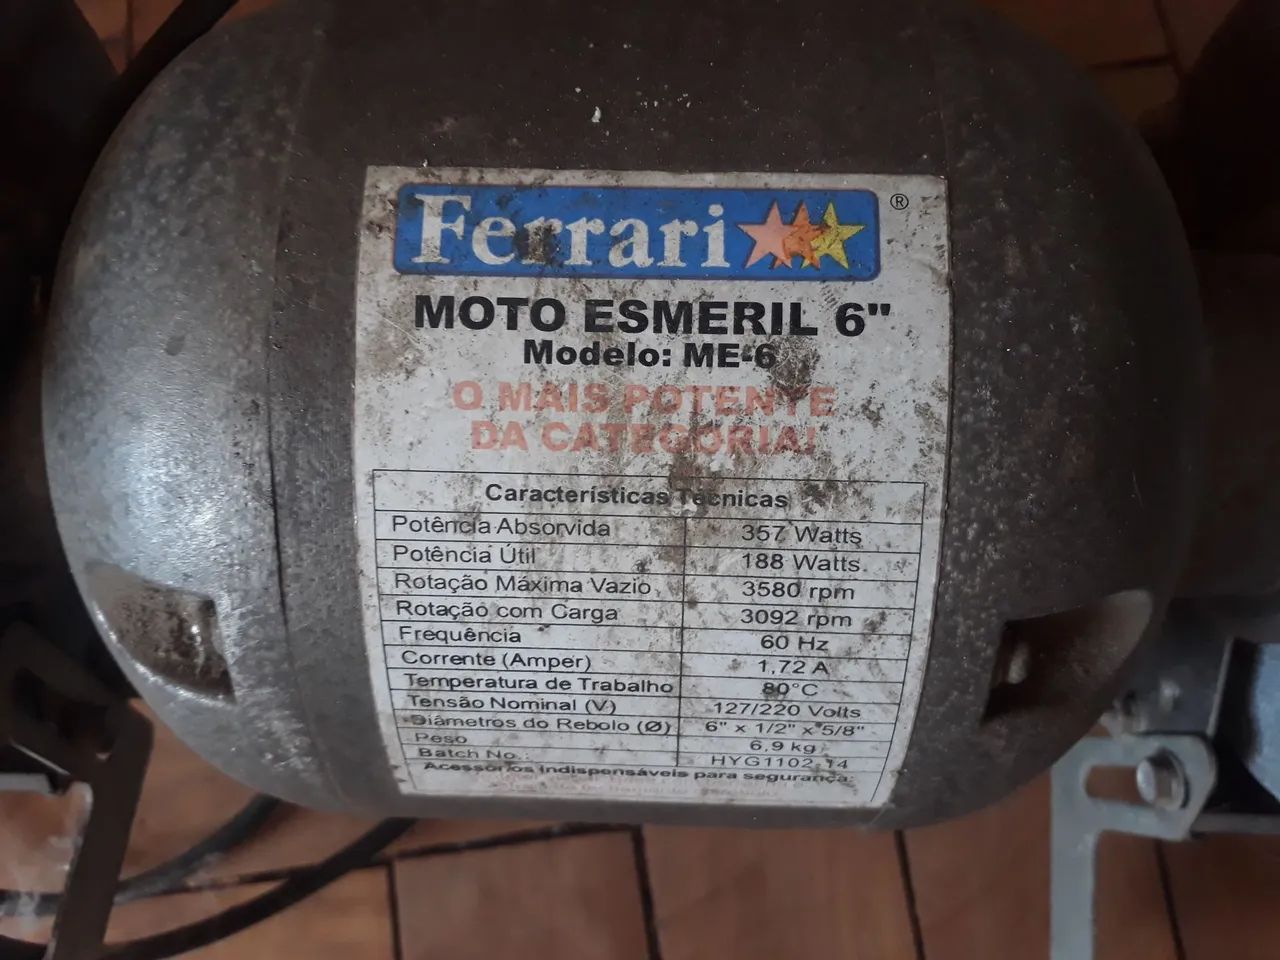 Ferrari ®
MOTO ESMERIL 6"
Modelo: ME-6
O MAIS POTENTE
DA CATEGORIA!
Características Técnicas
Potência Absorvida 357 Watts
Potência Útil 188 Watts
Rotação Máxima Vazio 3580 rpm
Rotação com Carga 3092 rpm
Frequência 60 Hz
Corrente (Amper) 1,72 A
Temperatura de Trabalho 80°C
Tensão Nominal (V) 127/220 Volts
Diâmetros do Rebolo (Ø) 6" x 1/2" x 5/8"
Peso 6,9 kg
Batch No. HYG1102-14
Acessórios indispensáveis para segurança: